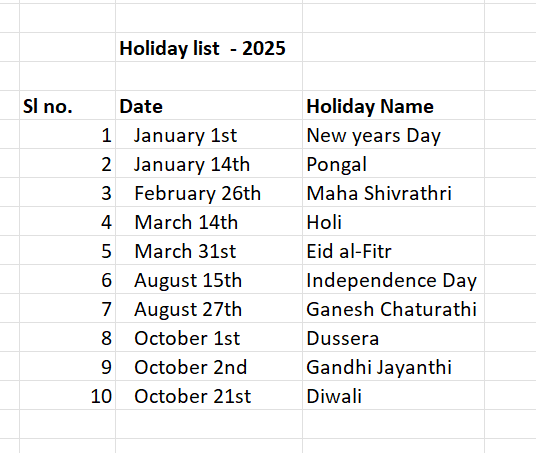 Holiday list  - 2025
Sl no. Date Holiday Name
1 January 1st New years Day
2 January 14th Pongal
3 February 26th Maha Shivrathri
4 March 14th Holi
5 March 31st Eid al-Fitr
6 August 15th Independence Day
7 August 27th Ganesh Chaturathi
8 October 1st Dussera
9 October 2nd Gandhi Jayanthi
10 October 21st Diwali